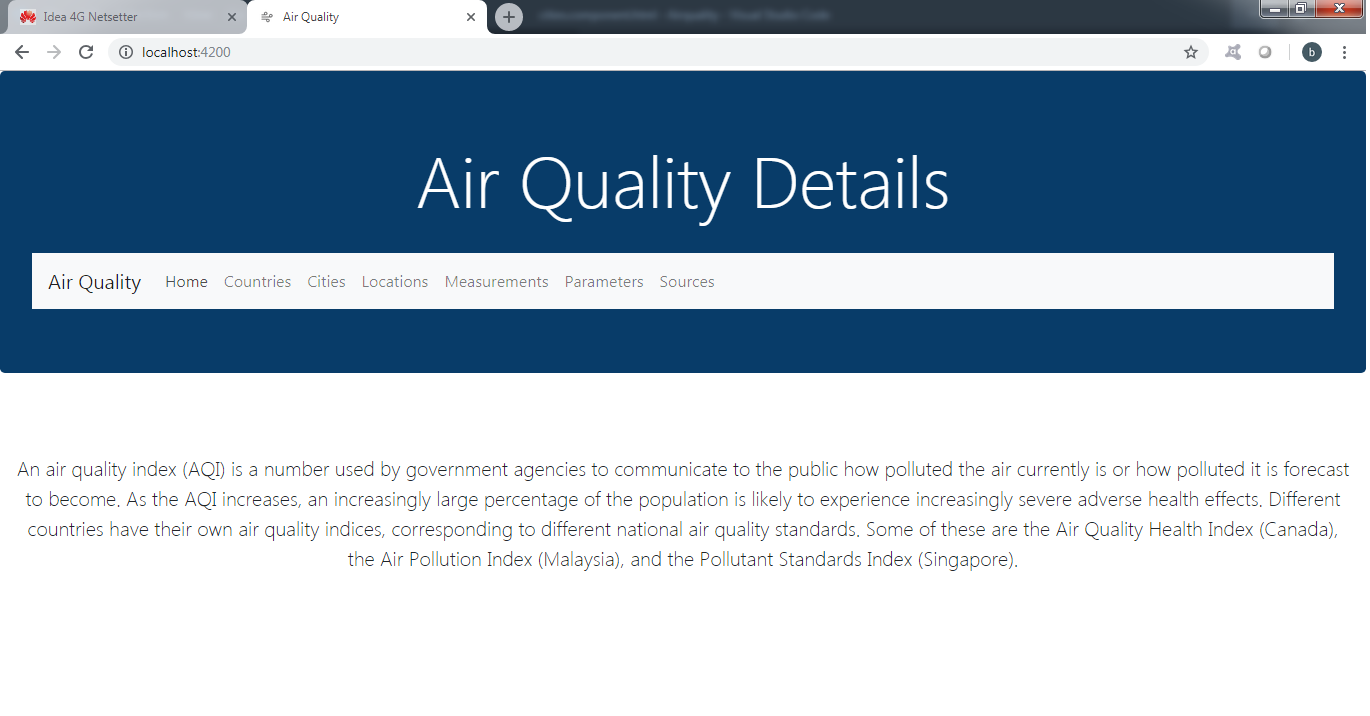 Idea 4G Netsetter
Air Quality
localhost:4200
b
Air Quality Details
Air Quality Home Countries Cities Locations Measurements Parameters Sources
An air quality index (AQI) is a number used by government agencies to communicate to the public how polluted the air currently is or how polluted it is forecast
to become. As the AQI increases, an increasingly large percentage of the population is likely to experience increasingly severe adverse health effects. Different
countries have their own air quality indices, corresponding to different national air quality standards. Some of these are the Air Quality Health Index (Canada),
the Air Pollution Index (Malaysia), and the Pollutant Standards Index (Singapore).